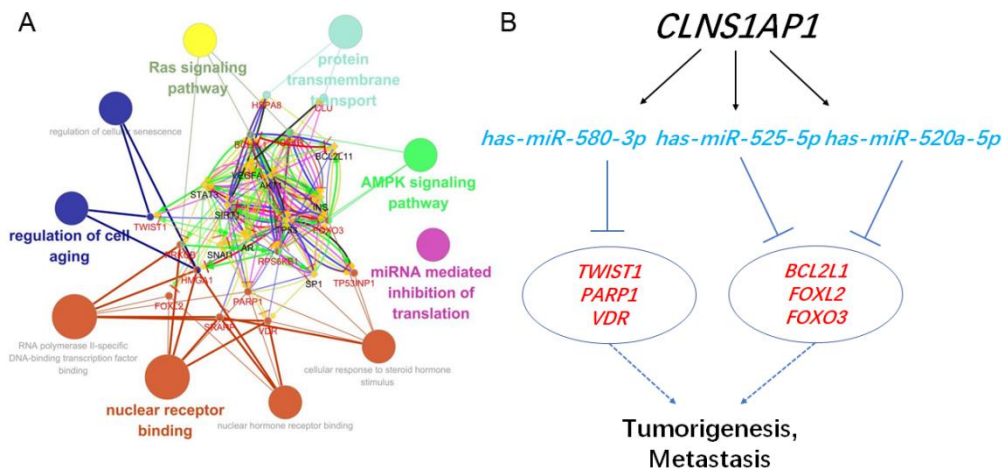 A
Ras signaling
pathway
protein
transmembrane
transport
HSPA8
CLU
regulation of cellular senescence
BCL2L11
VEGFA
AKT1
AMPK signaling
pathway
STAT3
INS
SIRT1
TWIST1
TP53
FOXO3
regulation of cell
aging
SNAI1
AR
RPS6KB1
miRNA mediated
inhibition of
translation
HMGA1
SP1
TP53INP1
FOXL2
PARP1
VDR
RNA polymerase II-specific
DNA-binding transcription factor
binding
cellular response to steroid hormone
stimulus
nuclear receptor
binding
nuclear hormone receptor binding
B
CLNS1AP1
has-miR-580-3p has-miR-525-5p has-miR-520a-5p
TWIST1
PARP1
VDR
BCL2L1
FOXL2
FOXO3
Tumorigenesis,
Metastasis